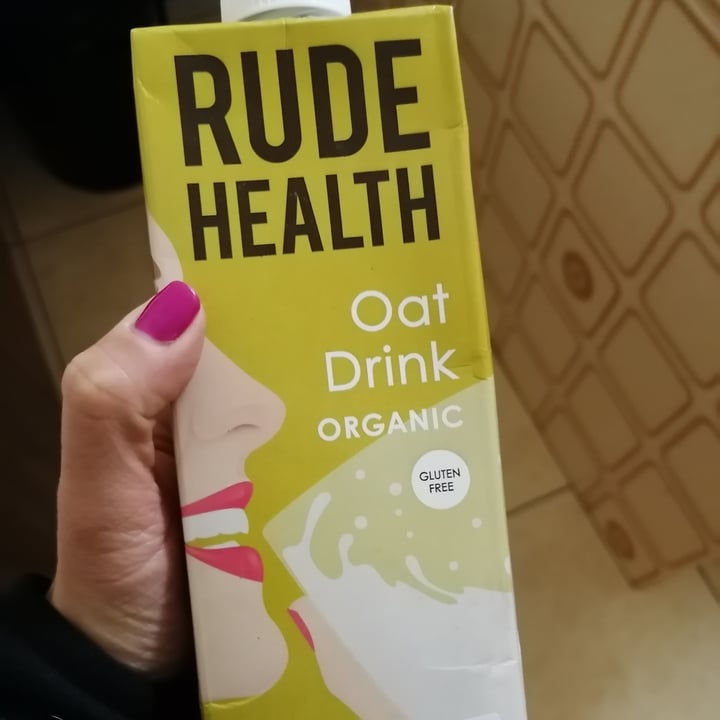 RUDE
HEALTH
Oat
Drink
ORGANIC
GLUTEN
FREE